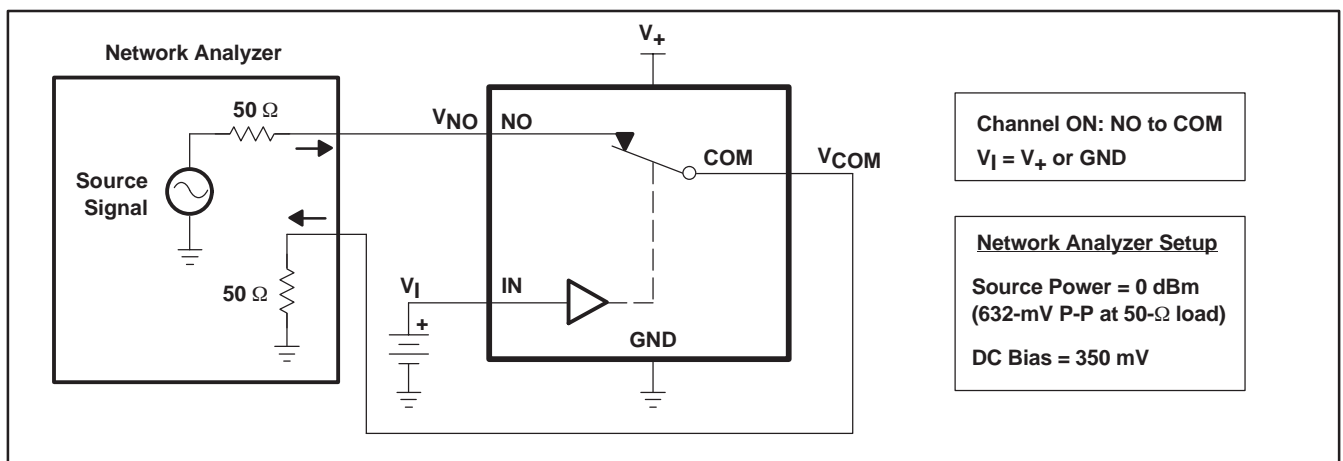 Network Analyzer
50 Ω
Source
Signal
50 Ω
V+
VNO
NO
COM
VCOM
VI
IN
+
GND
Channel ON: NO to COM
VI = V+ or GND
Network Analyzer Setup
Source Power = 0 dBm
(632-mV P-P at 50-Ω load)
DC Bias = 350 mV